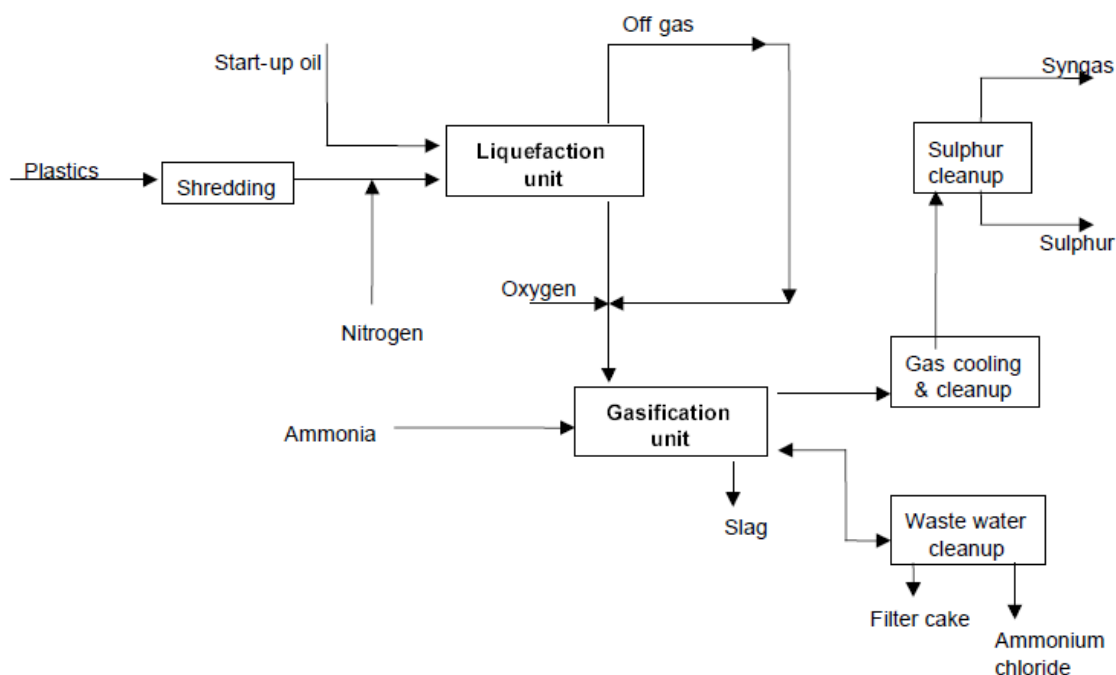 Off gas
Start-up oil
Syngas
Liquefaction
unit
Sulphur
cleanup
Plastics
Shredding
Sulphur
Oxygen
Nitrogen
Gas cooling
& cleanup
Gasification
unit
Ammonia
Slag
Waste water
cleanup
Filter cake
Ammonium
chloride